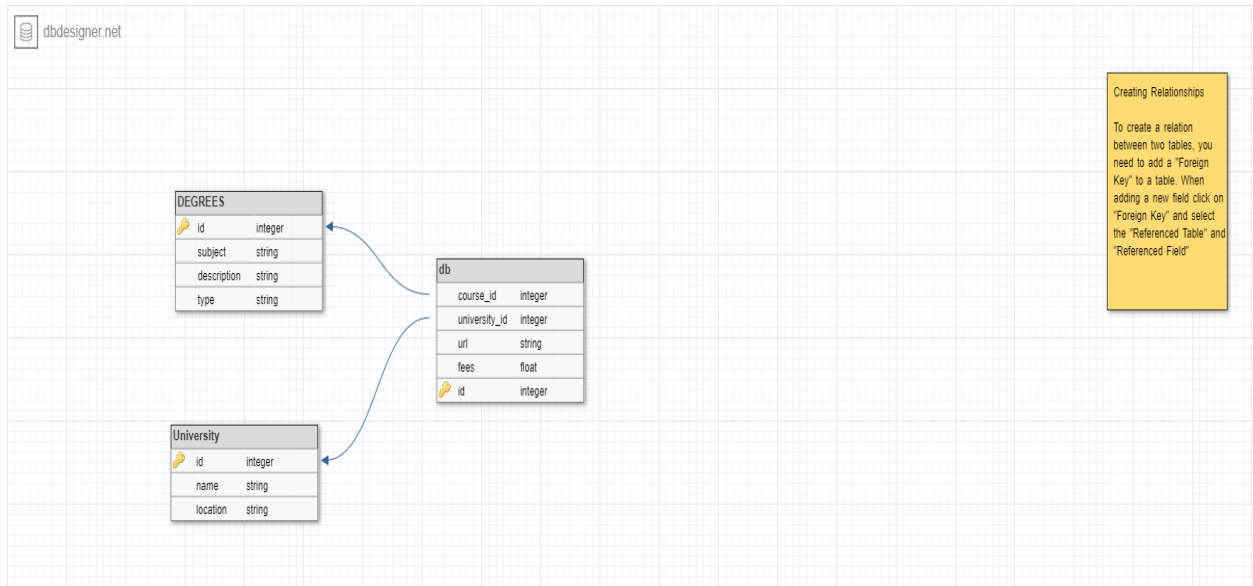 dbdesigner.net
Creating Relationships
To create a relation
between two tables, you
need to add a "Foreign
Key" to a table. When
adding a new field click on
"Foreign Key" and select
the "Referenced Table" and
"Referenced Field"
DEGREES
id integer
subject string
description string
type string
db
course_id integer
university_id integer
url string
fees float
id integer
University
id integer
name string
location string